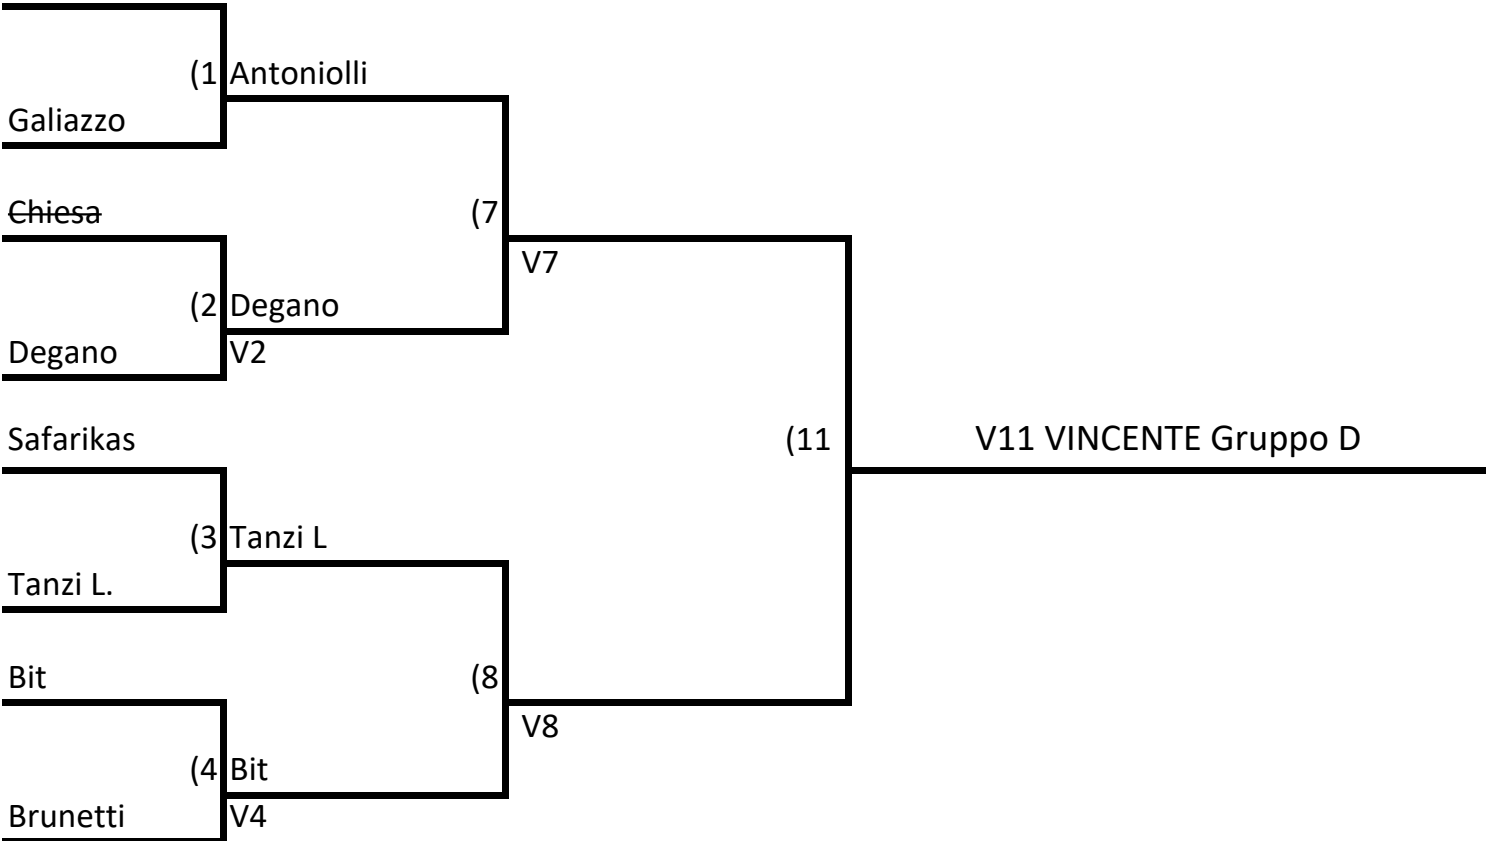 (1 Antoniolli
Galiazzo
Chiesa
(7
V7
(2 Degano
Degano
V2
Safarikas
(11
V11 VINCENTE Gruppo D
(3 Tanzi L
Tanzi L.
Bit
(8
V8
(4 Bit
Brunetti
V4